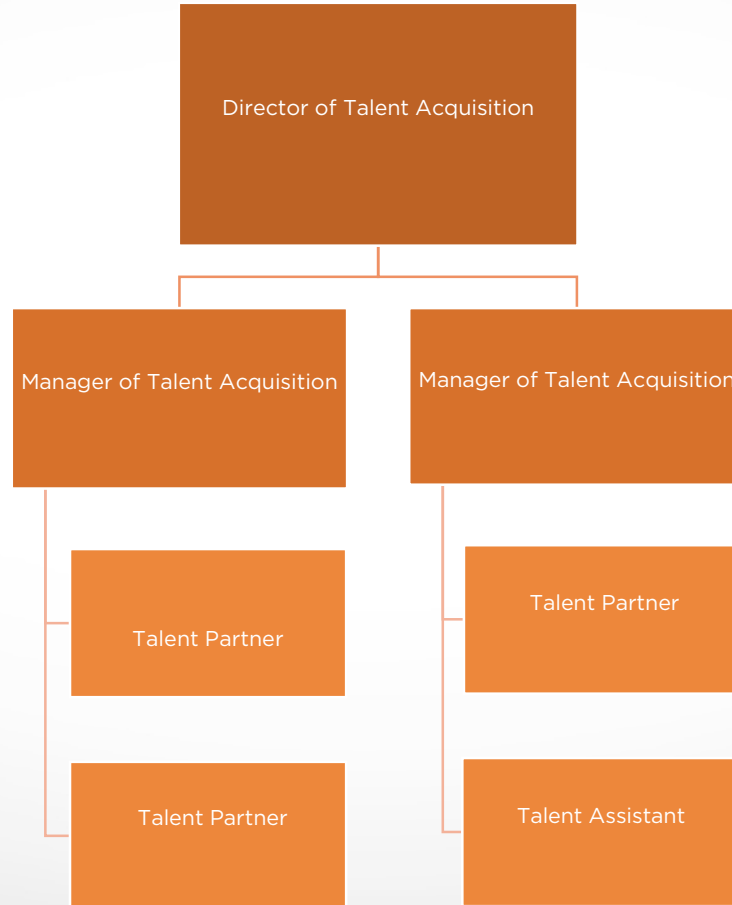 Director of Talent Acquisition
Manager of Talent Acquisition
Manager of Talent Acquisition
Talent Partner
Talent Partner
Talent Partner
Talent Assistant